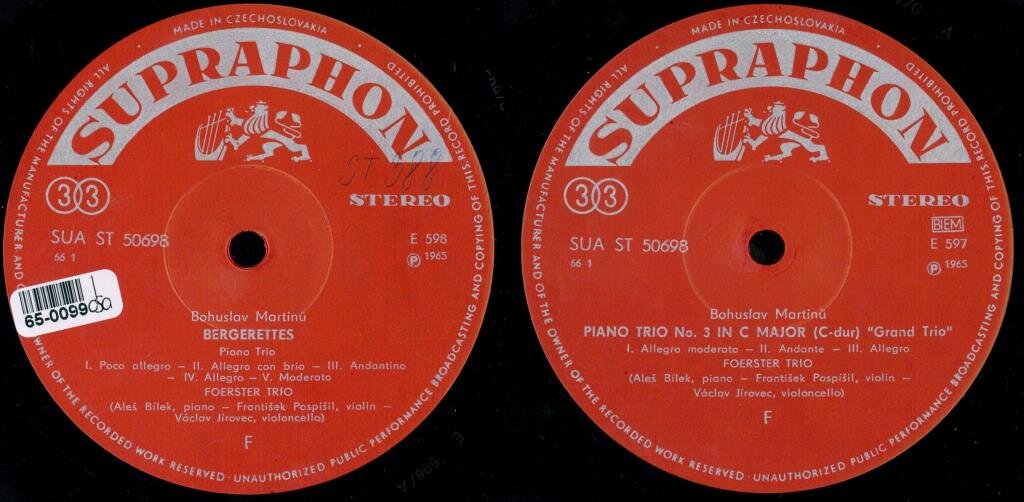 MADE IN CZECHOSLOVAKIA
ALL RIGHTS OF THE MANUFACTURER AND OF THE OWNER OF THE RECORDED WORK RESERVED · UNAUTHORIZED PUBLIC PERFORMANCE BROADCASTING AND COPYING OF THIS RECORD PROHIBITED
SUPRAPHON
ST 988
33
STEREO
SUA ST 50698
E 598
66 1
Ⓟ 1965
65-0099
Bohuslav Martinů
BERGERETTES
Piano Trio
I. Poco allegro – II. Allegro con brio – III. Andantino
– IV. Allegro – V. Moderato
FOERSTER TRIO
(Aleš Bílek, piano – František Pospíšil, violin –
Václav Jírovec, violoncello)
F
E 598/A
MADE IN CZECHOSLOVAKIA
ALL RIGHTS OF THE MANUFACTURER AND OF THE OWNER OF THE RECORDED WORK RESERVED · UNAUTHORIZED PUBLIC PERFORMANCE BROADCASTING AND COPYING OF THIS RECORD PROHIBITED
SUPRAPHON
33
STEREO
BIEM
SUA ST 50698
E 597
66 1
Ⓟ 1965
Bohuslav Martinů
PIANO TRIO No. 3 IN C MAJOR (C-dur) "Grand Trio"
I. Allegro moderato – II. Andante – III. Allegro
FOERSTER TRIO
(Aleš Bílek, piano – František Pospíšil, violin –
Václav Jírovec, violoncello)
F